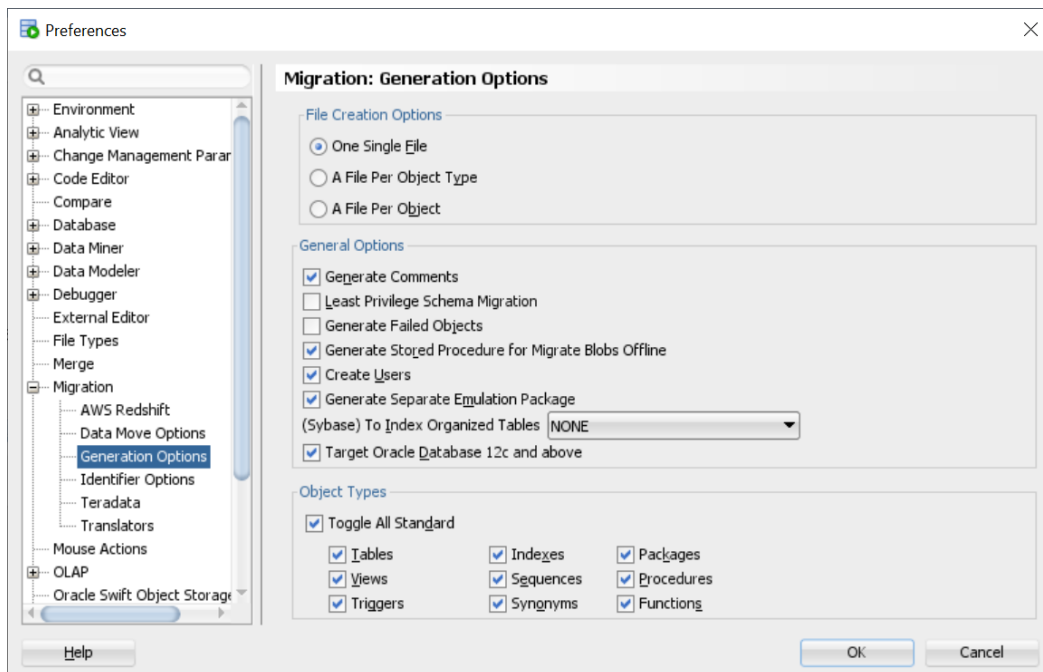 Preferences
Migration: Generation Options
Environment
Analytic View
Change Management Parar
Code Editor
Compare
Database
Data Miner
Data Modeler
Debugger
External Editor
File Types
Merge
Migration
AWS Redshift
Data Move Options
Generation Options
Identifier Options
Teradata
Translators
Mouse Actions
OLAP
Oracle Swift Object Storage
File Creation Options
One Single File
A File Per Object Type
A File Per Object
General Options
Generate Comments
Least Privilege Schema Migration
Generate Failed Objects
Generate Stored Procedure for Migrate Blobs Offline
Create Users
Generate Separate Emulation Package
(Sybase) To Index Organized Tables NONE
Target Oracle Database 12c and above
Object Types
Toggle All Standard
Tables Indexes Packages
Views Sequences Procedures
Triggers Synonyms Functions
Help OK Cancel